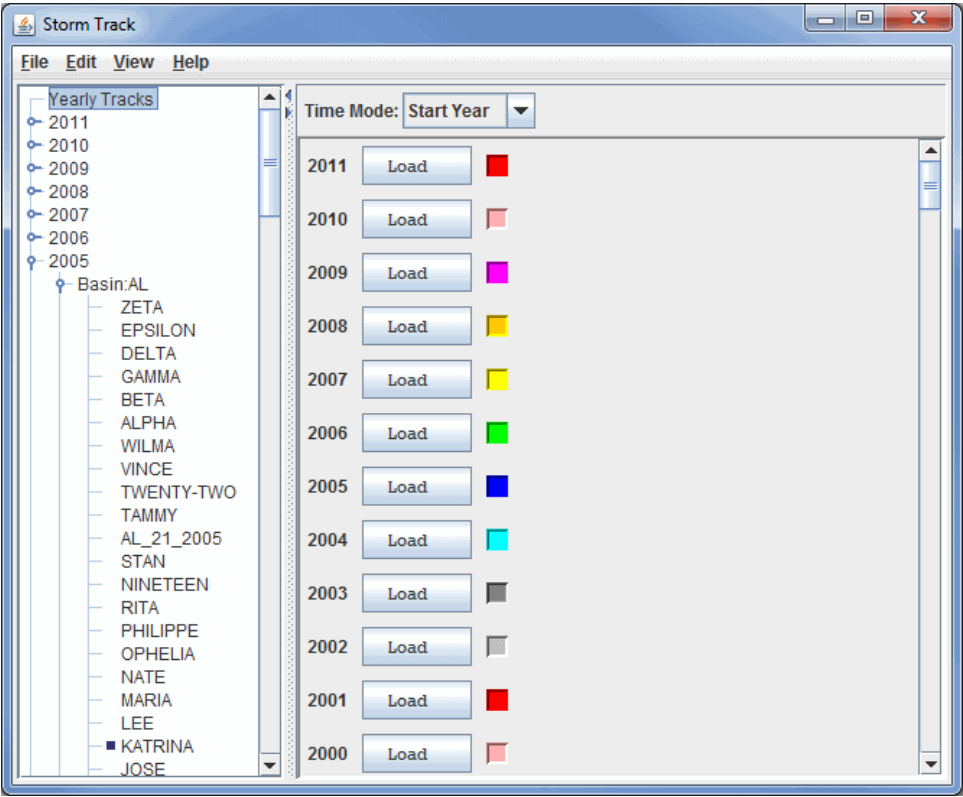 Storm Track
File Edit View Help
Yearly Tracks
2011
2010
2009
2008
2007
2006
2005
Basin:AL
ZETA
EPSILON
DELTA
GAMMA
BETA
ALPHA
WILMA
VINCE
TWENTY-TWO
TAMMY
AL_21_2005
STAN
NINETEEN
RITA
PHILIPPE
OPHELIA
NATE
MARIA
LEE
KATRINA
JOSE
Time Mode: Start Year
2011 Load
2010 Load
2009 Load
2008 Load
2007 Load
2006 Load
2005 Load
2004 Load
2003 Load
2002 Load
2001 Load
2000 Load